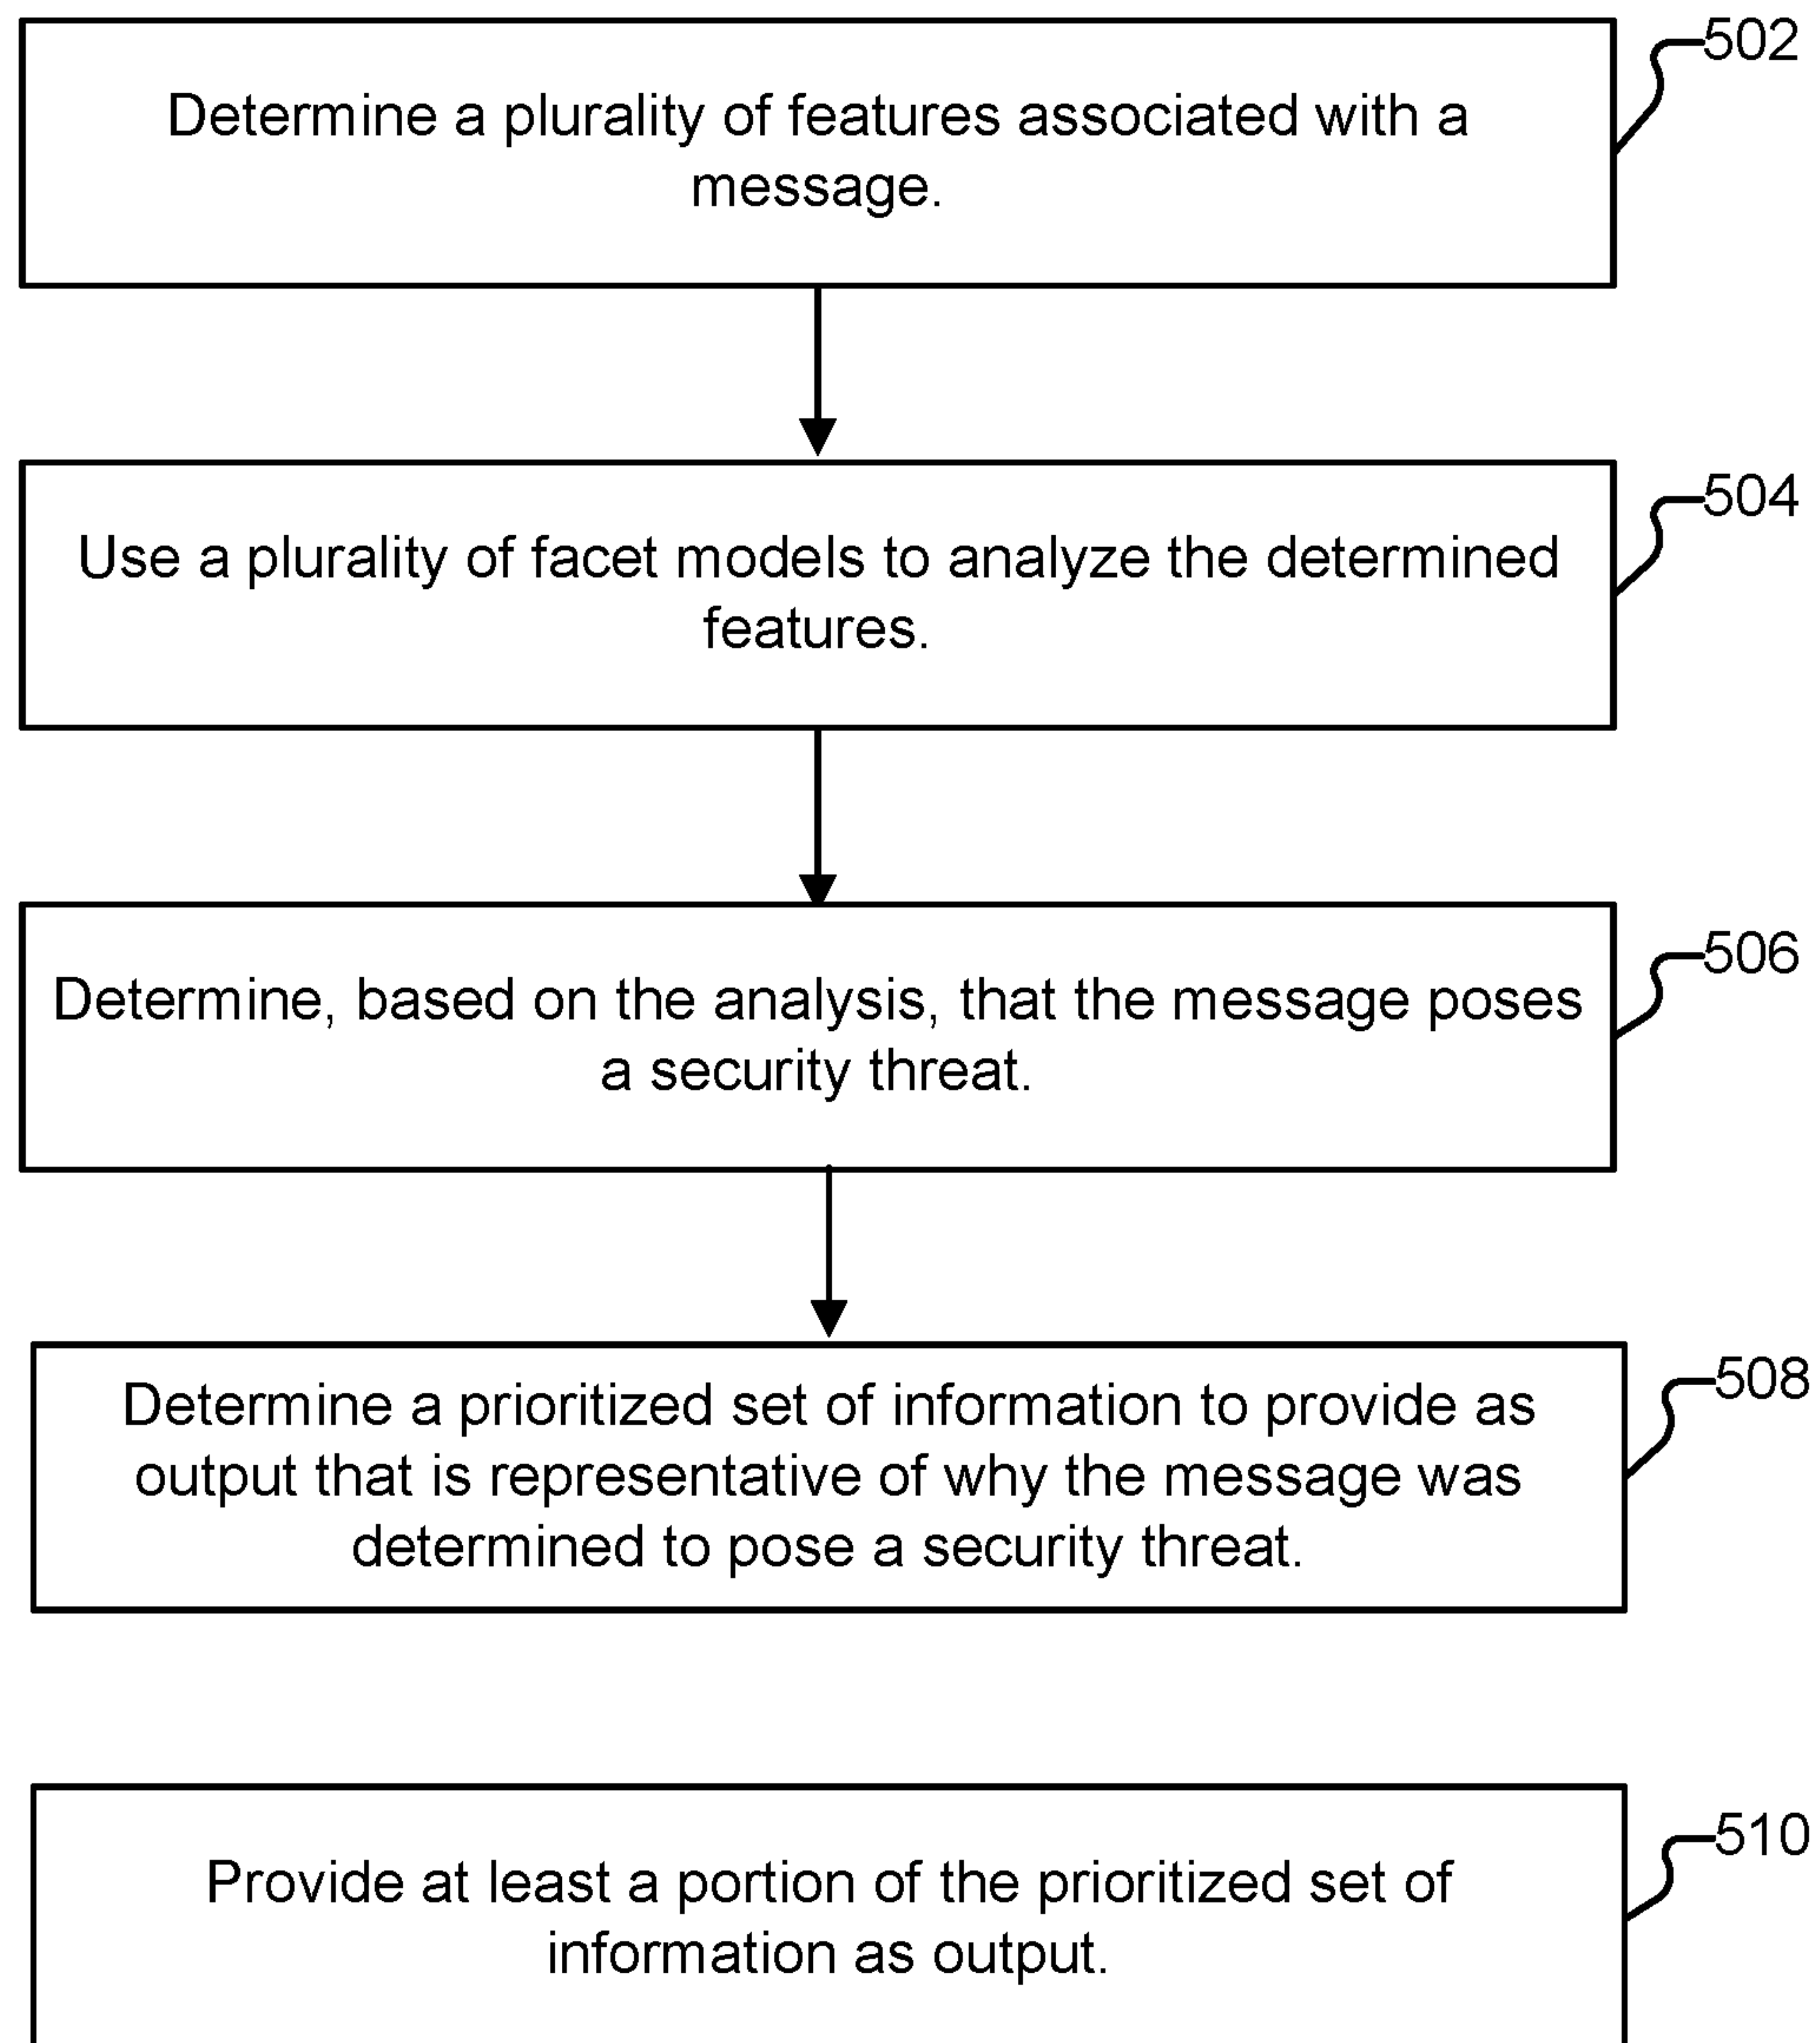 502
Determine a plurality of features associated with a
message.
504
Use a plurality of facet models to analyze the determined
features.
506
Determine, based on the analysis, that the message poses
a security threat.
508
Determine a prioritized set of information to provide as
output that is representative of why the message was
determined to pose a security threat.
510
Provide at least a portion of the prioritized set of
information as output.